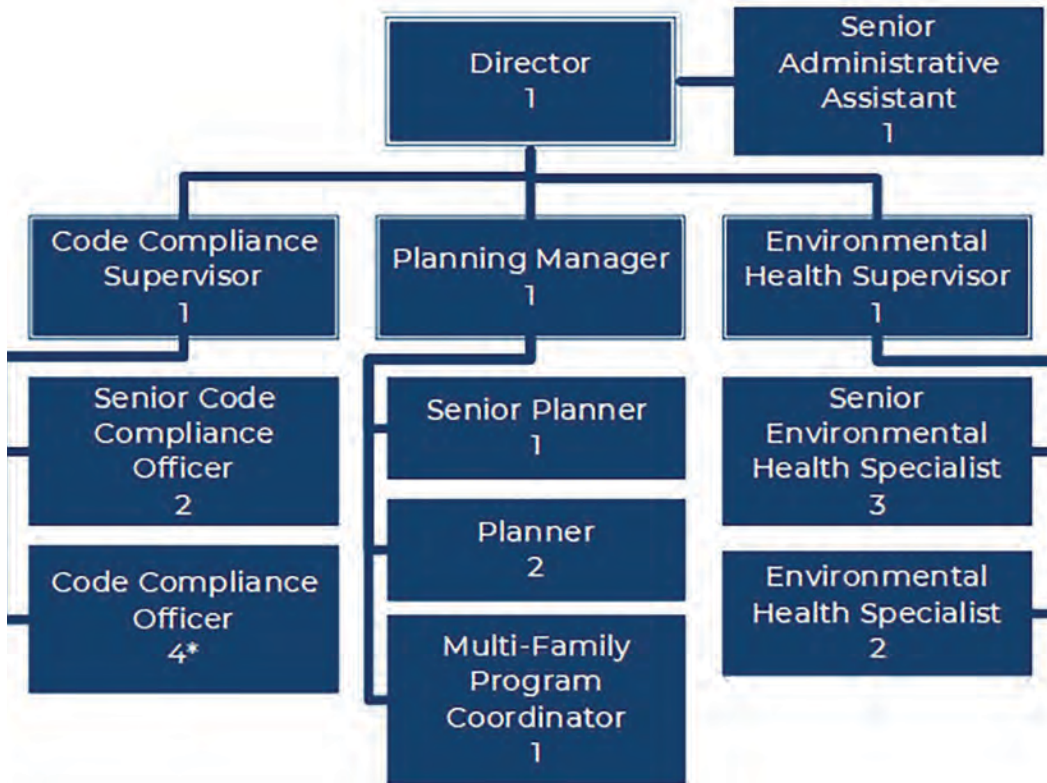 Director
1
Senior
Administrative
Assistant
1
Code Compliance
Supervisor
1
Planning Manager
1
Environmental
Health Supervisor
1
Senior Code
Compliance
Officer
2
Senior Planner
1
Senior
Environmental
Health Specialist
3
Planner
2
Code Compliance
Officer
4*
Environmental
Health Specialist
2
Multi-Family
Program
Coordinator
1